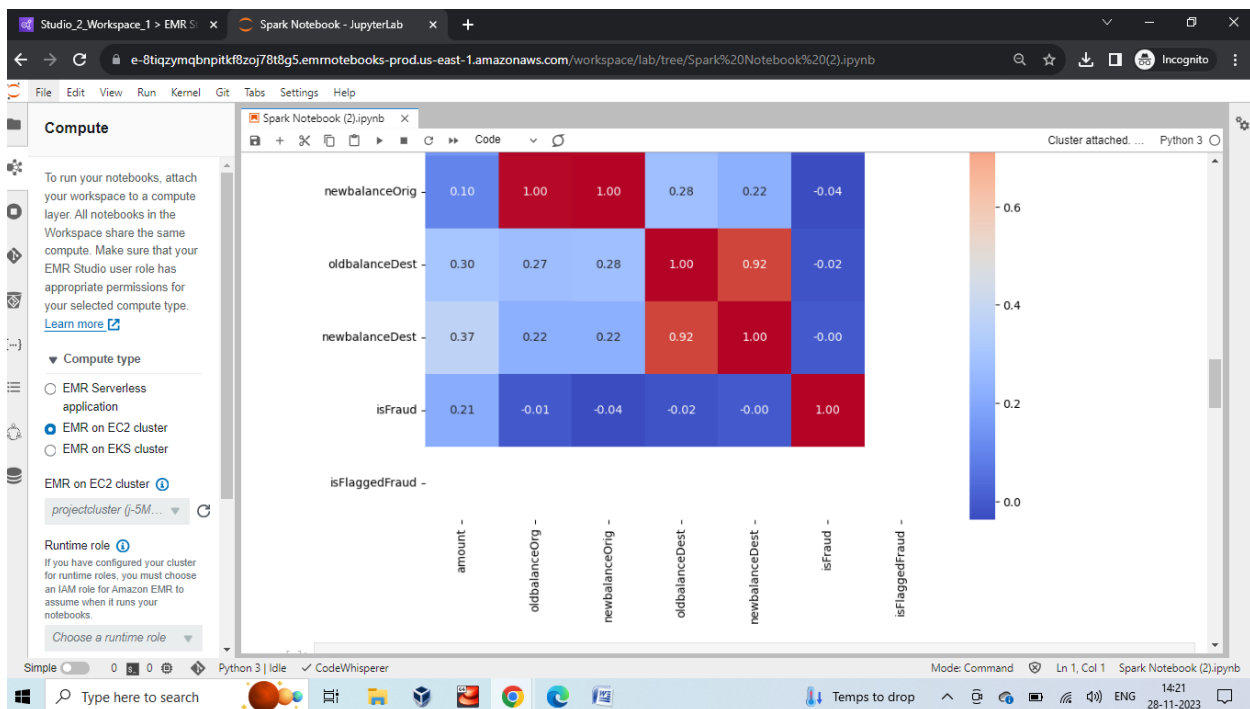 Studio_2_Workspace_1 > EMR S
Spark Notebook - JupyterLab
e-8tiqzymqbnpitkf8zoj78t8g5.emrnotebooks-prod.us-east-1.amazonaws.com/workspace/lab/tree/Spark%20Notebook%20(2).ipynb
Incognito
File Edit View Run Kernel Git Tabs Settings Help
Compute
To run your notebooks, attach
your workspace to a compute
layer. All notebooks in the
Workspace share the same
compute. Make sure that your
EMR Studio user role has
appropriate permissions for
your selected compute type.
Learn more
Compute type
EMR Serverless
application
EMR on EC2 cluster
EMR on EKS cluster
EMR on EC2 cluster
projectcluster (j-5M...
Runtime role
If you have configured your cluster
for runtime roles, you must choose
an IAM role for Amazon EMR to
assume when it runs your
notebooks.
Choose a runtime role
Spark Notebook (2).ipynb
Code
Cluster attached. ... Python 3
newbalanceOrig - 0.10 1.00 1.00 0.28 0.22 -0.04
oldbalanceDest - 0.30 0.27 0.28 1.00 0.92 -0.02
newbalanceDest - 0.37 0.22 0.22 0.92 1.00 -0.00
isFraud - 0.21 -0.01 -0.04 -0.02 -0.00 1.00
isFlaggedFraud -
amount -
oldbalanceOrg -
newbalanceOrig -
oldbalanceDest -
newbalanceDest -
isFraud -
isFlaggedFraud -
- 0.6
- 0.4
- 0.2
- 0.0
Simple 0 0 Python 3 | Idle CodeWhisperer Mode: Command Ln 1, Col 1 Spark Notebook (2).ipynb
Type here to search
Temps to drop
ENG
14:21
28-11-2023